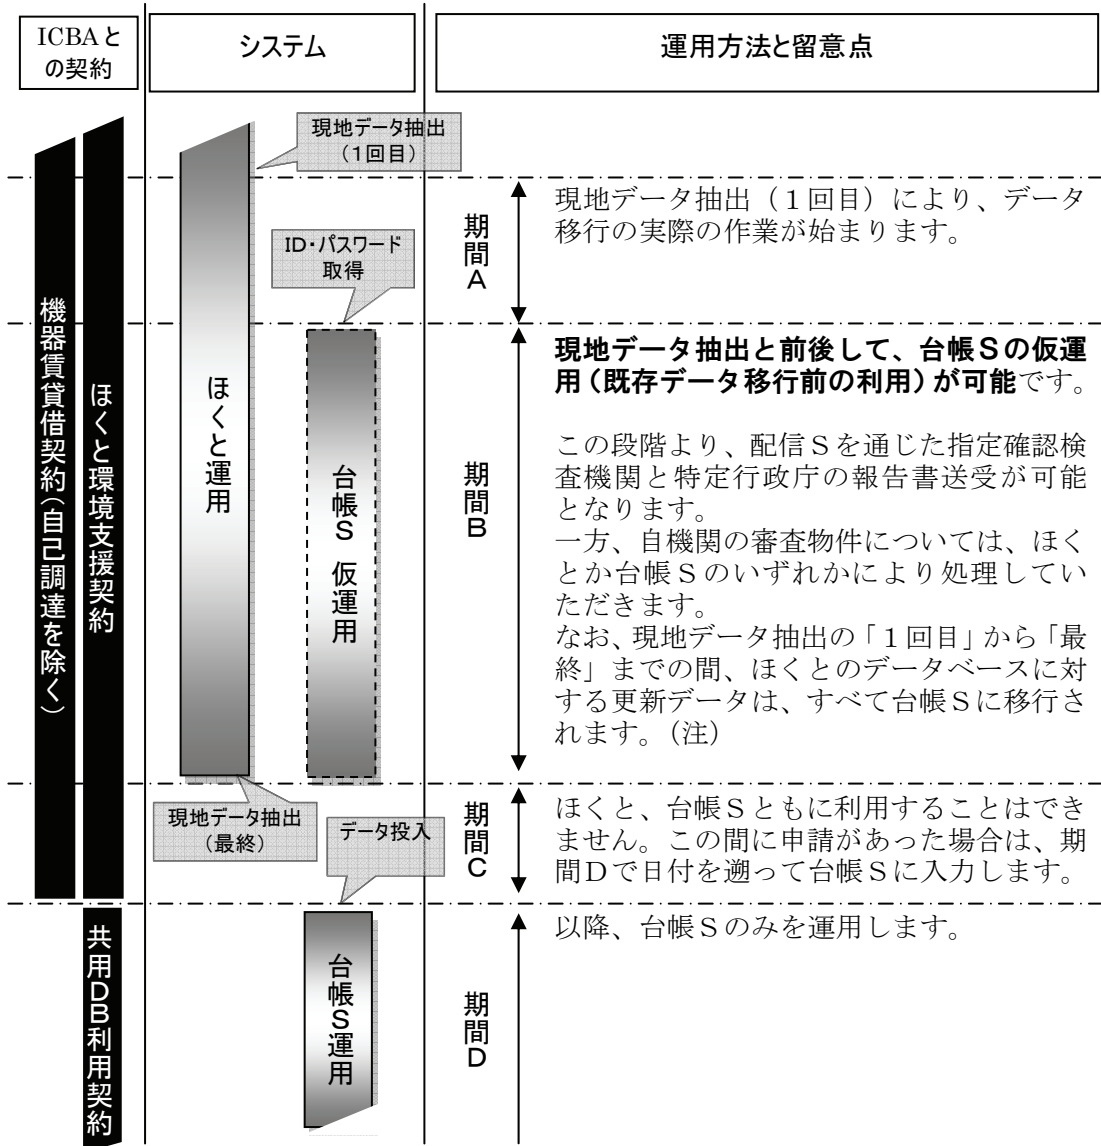 ICBAと
の契約
システム
運用方法と留意点
機器賃貸借契約(自己調達を除く)
ほくと環境支援契約
共用DB利用契約
ほくと運用
現地データ抽出
(1回目)
ID・パスワード
取得
台帳S 仮運用
現地データ抽出
(最終)
データ投入
台帳S運用
期間A
現地データ抽出(1回目)により、データ
移行の実際の作業が始まります。
期間B
現地データ抽出と前後して、台帳Sの仮運
用(既存データ移行前の利用)が可能です。
この段階より、配信Sを通じた指定確認検
査機関と特定行政庁の報告書送受が可能
となります。
一方、自機関の審査物件については、ほく
とか台帳Sのいずれかにより処理してい
ただきます。
なお、現地データ抽出の「1回目」から「最
終」までの間、ほくとのデータベースに対
する更新データは、すべて台帳Sに移行さ
れます。(注)
期間C
ほくと、台帳Sともに利用することはでき
ません。この間に申請があった場合は、期
間Dで日付を遡って台帳Sに入力します。
期間D
以降、台帳Sのみを運用します。